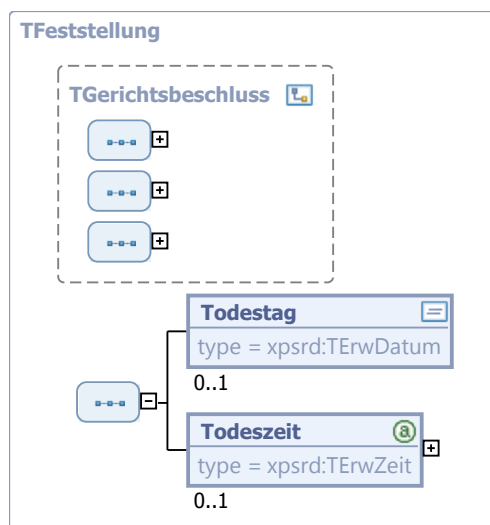 TFeststellung
TGerichtsbeschluss
Todestag
type = xpsrd:TErwDatum
0..1
Todeszeit
a
type = xpsrd:TErwZeit
0..1